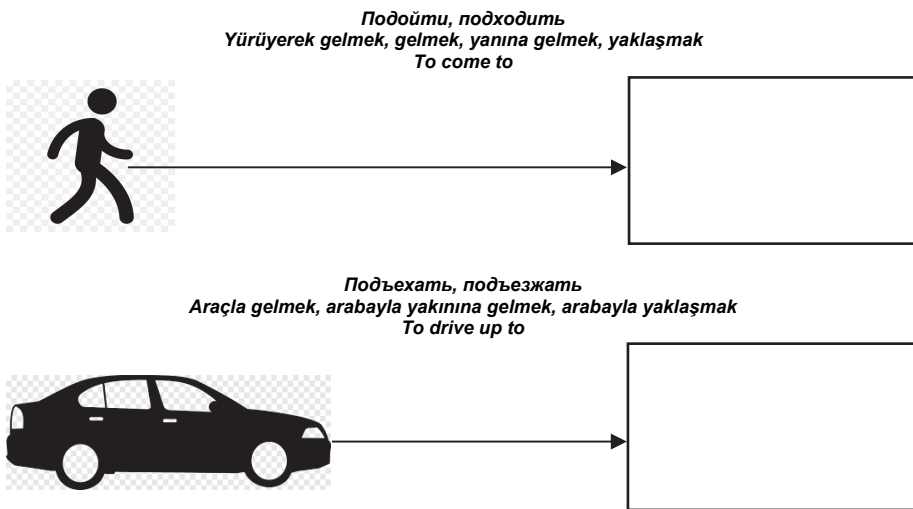 Подойти, подходить
Yürüyerek gelmek, gelmek, yanına gelmek, yaklaşmak
To come to
Подъехать, подъезжать
Araçla gelmek, arabayla yakınına gelmek, arabayla yaklaşmak
To drive up to